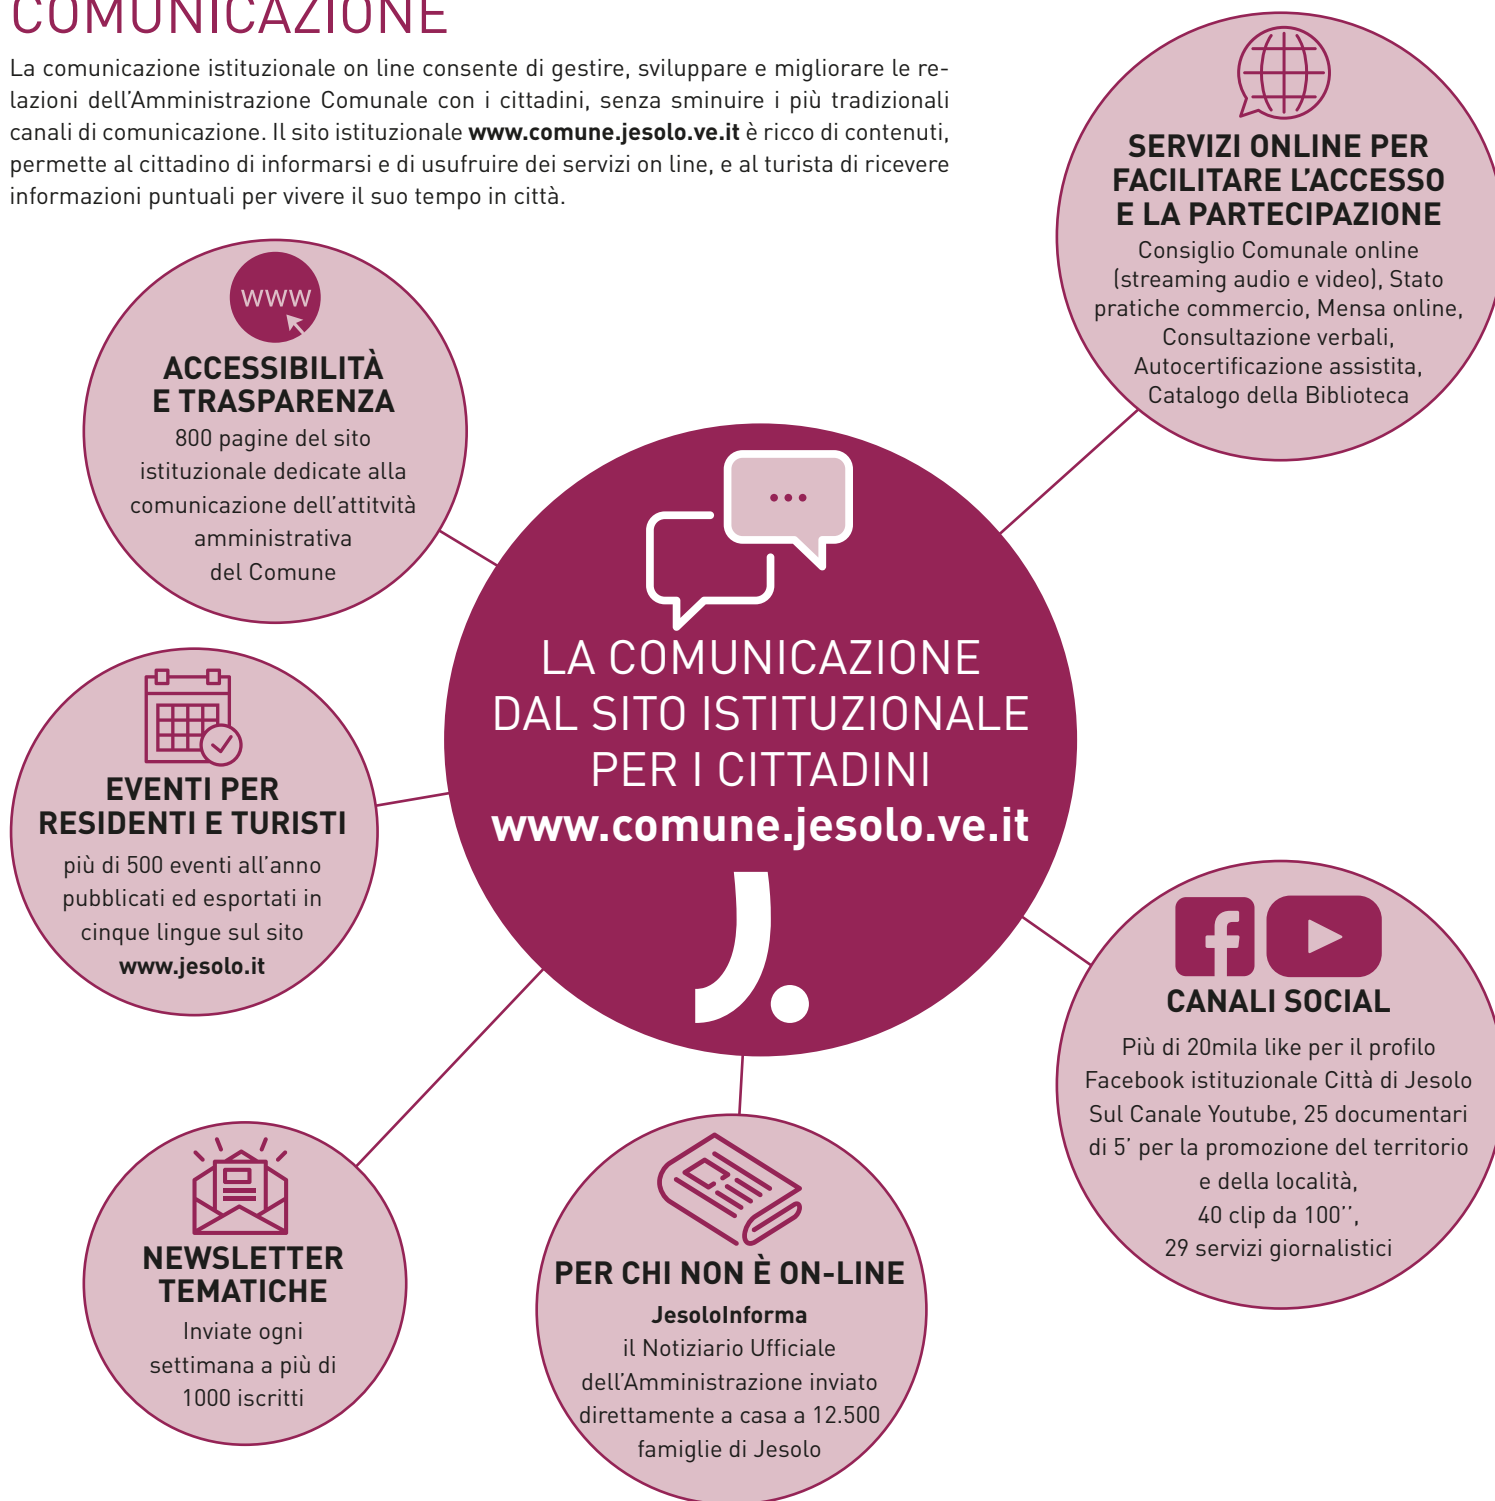 COMUNICAZIONE
La comunicazione istituzionale on line consente di gestire, sviluppare e migliorare le re-
lazioni dell'Amministrazione Comunale con i cittadini, senza sminuire i più tradizionali
canali di comunicazione. Il sito istituzionale www.comune.jesolo.ve.it è ricco di contenuti,
permette al cittadino di informarsi e di usufruire dei servizi on line, e al turista di ricevere
informazioni puntuali per vivere il suo tempo in città.
SERVIZI ONLINE PER
FACILITARE L'ACCESSO
E LA PARTECIPAZIONE
Consiglio Comunale online
(streaming audio e video), Stato
pratiche commercio, Mensa online,
Consultazione verbali,
Autocertificazione assistita,
Catalogo della Biblioteca
www
ACCESSIBILITÀ
E TRASPARENZA
800 pagine del sito
istituzionale dedicate alla
comunicazione dell'attitvità
amministrativa
del Comune
LA COMUNICAZIONE
DAL SITO ISTITUZIONALE
PER I CITTADINI
www.comune.jesolo.ve.it
J.
EVENTI PER
RESIDENTI E TURISTI
più di 500 eventi all'anno
pubblicati ed esportati in
cinque lingue sul sito
www.jesolo.it
CANALI SOCIAL
Più di 20mila like per il profilo
Facebook istituzionale Città di Jesolo
Sul Canale Youtube, 25 documentari
di 5' per la promozione del territorio
e della località,
40 clip da 100'',
29 servizi giornalistici
NEWSLETTER
TEMATICHE
Inviate ogni
settimana a più di
1000 iscritti
PER CHI NON È ON-LINE
JesoloInforma
il Notiziario Ufficiale
dell'Amministrazione inviato
direttamente a casa a 12.500
famiglie di Jesolo